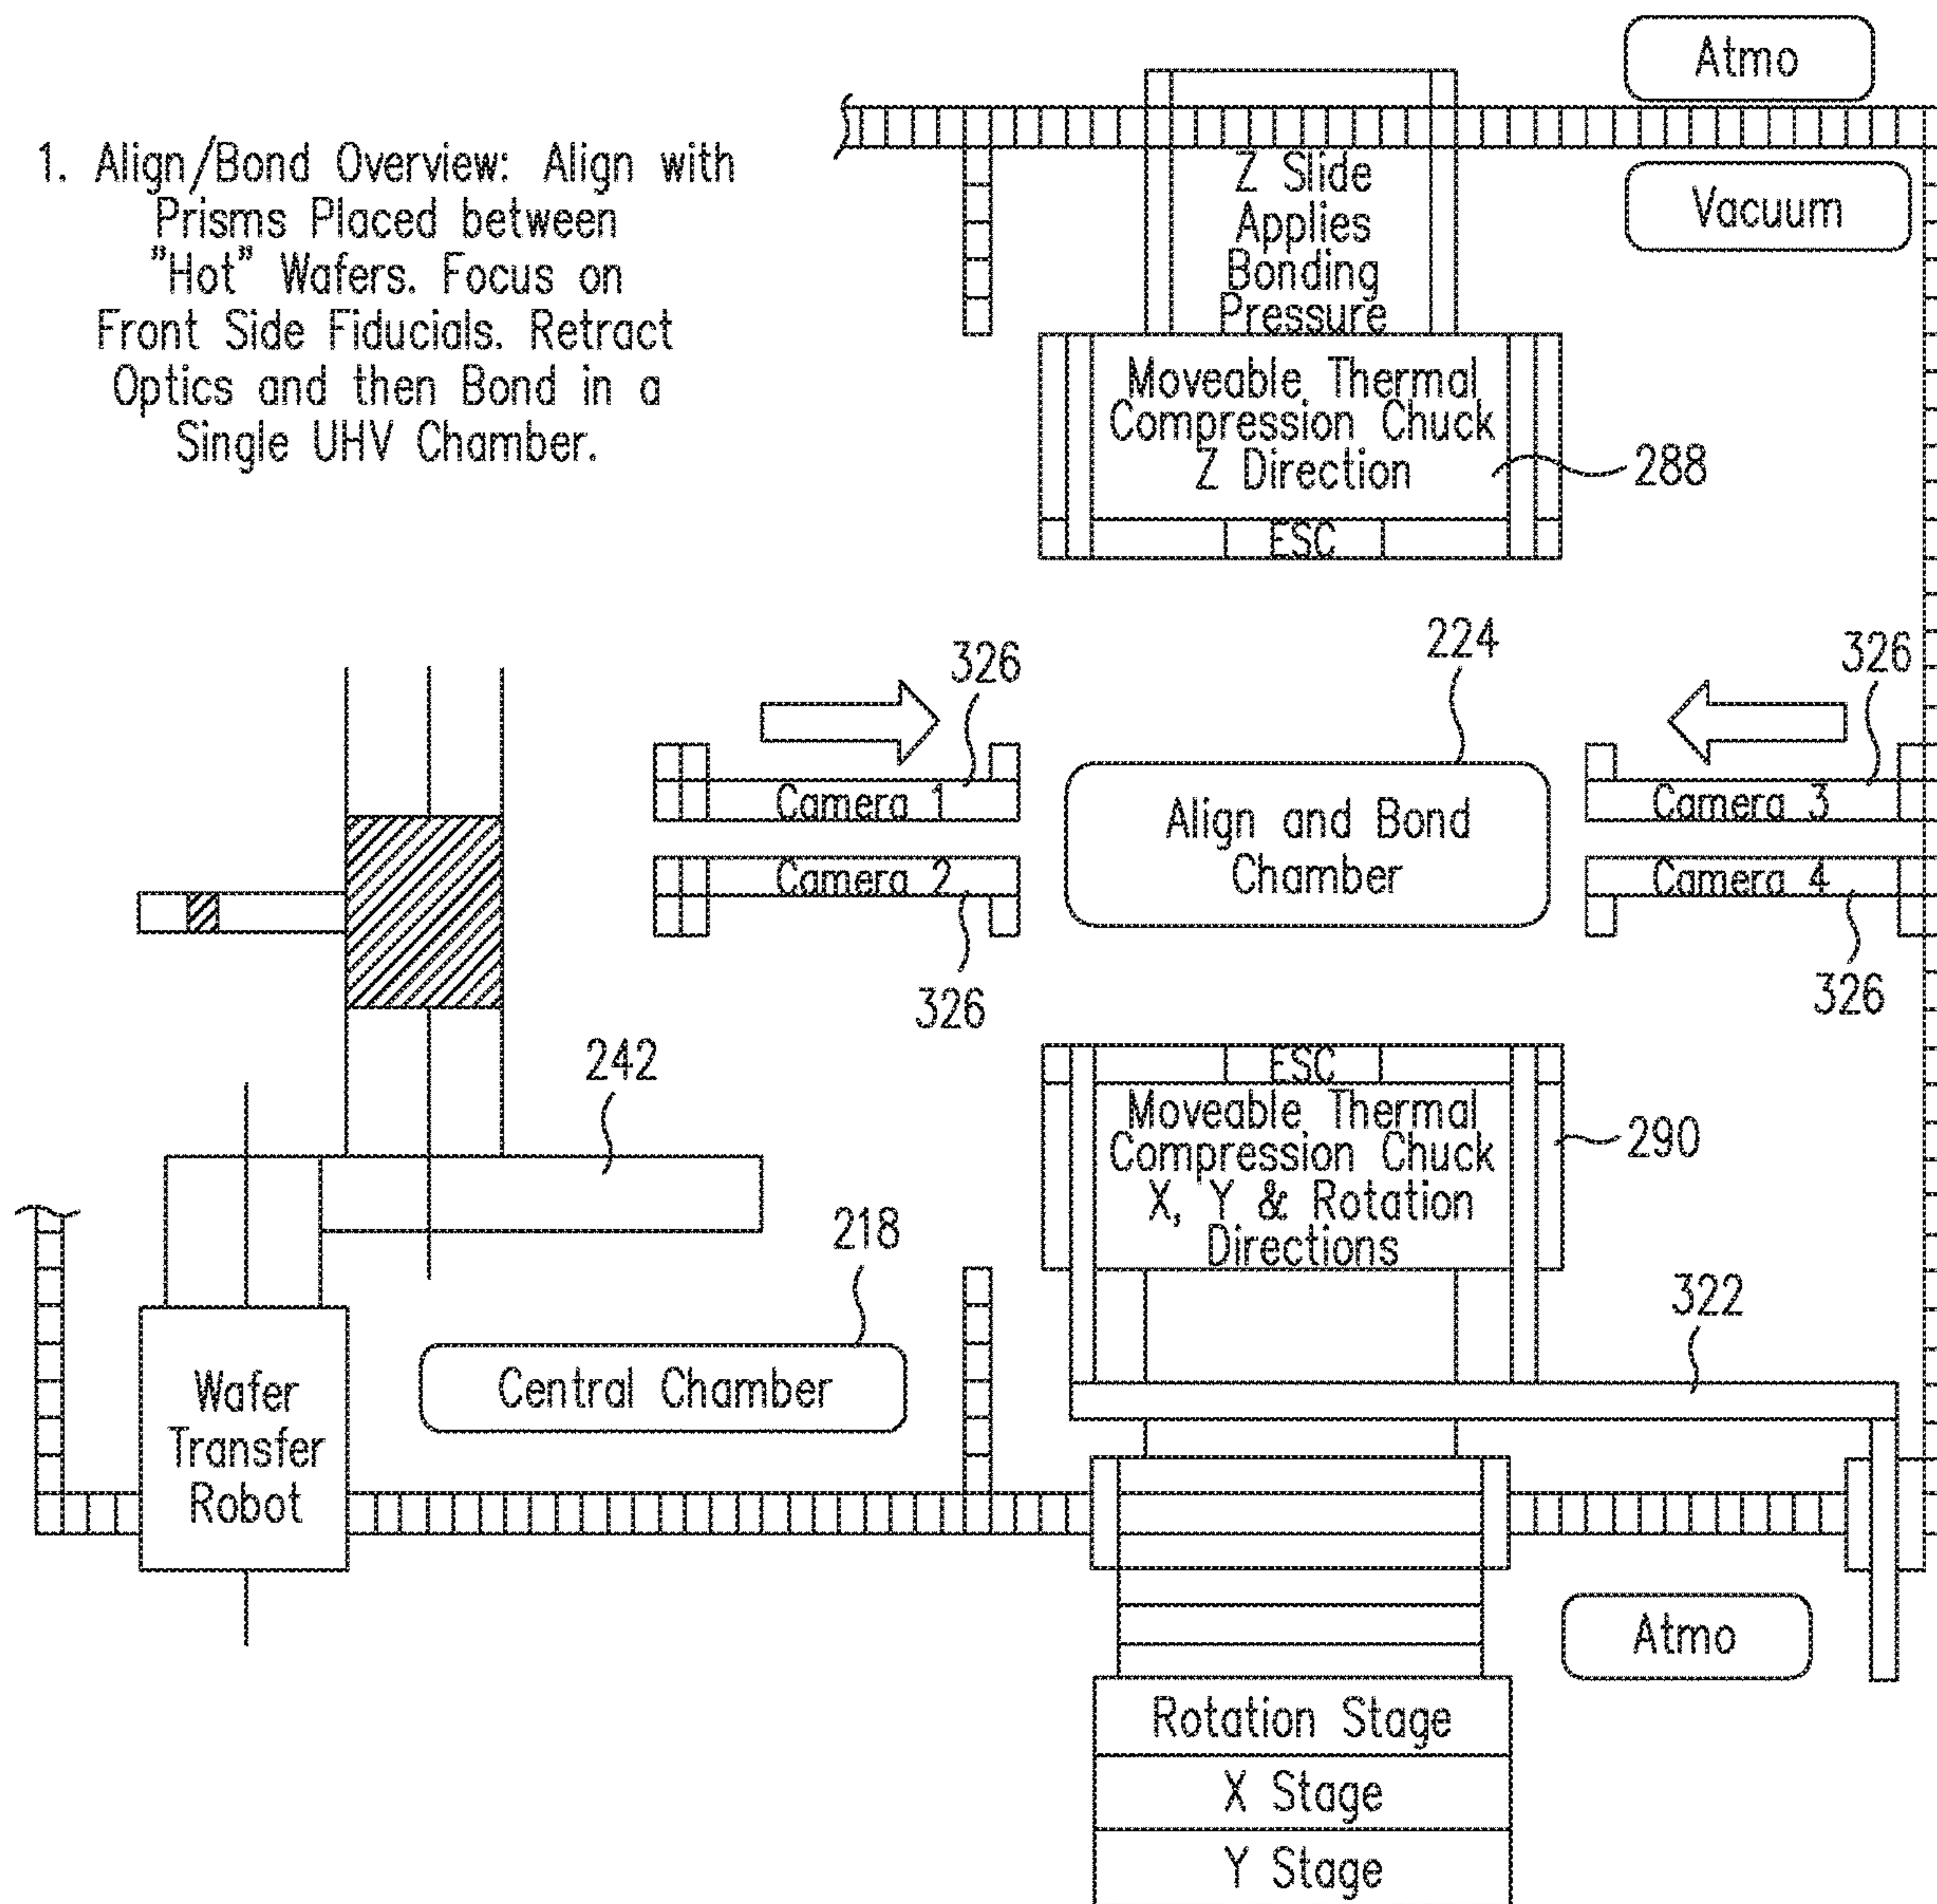 Atmo
1. Align/Bond Overview: Align with
Prisms Placed between
"Hot" Wafers. Focus on
Front Side Fiducials. Retract
Optics and then Bond in a
Single UHV Chamber.
Z Slide
Applies
Bonding
Pressure
Vacuum
Moveable Thermal
Compression Chuck
Z Direction
288
ESC
326
224
326
Camera 1
Align and Bond
Chamber
Camera 3
Camera 2
Camera 4
326
326
242
ESC
Moveable Thermal
Compression Chuck
X, Y & Rotation
Directions
290
218
322
Wafer
Transfer
Robot
Central Chamber
Atmo
Rotation Stage
X Stage
Y Stage